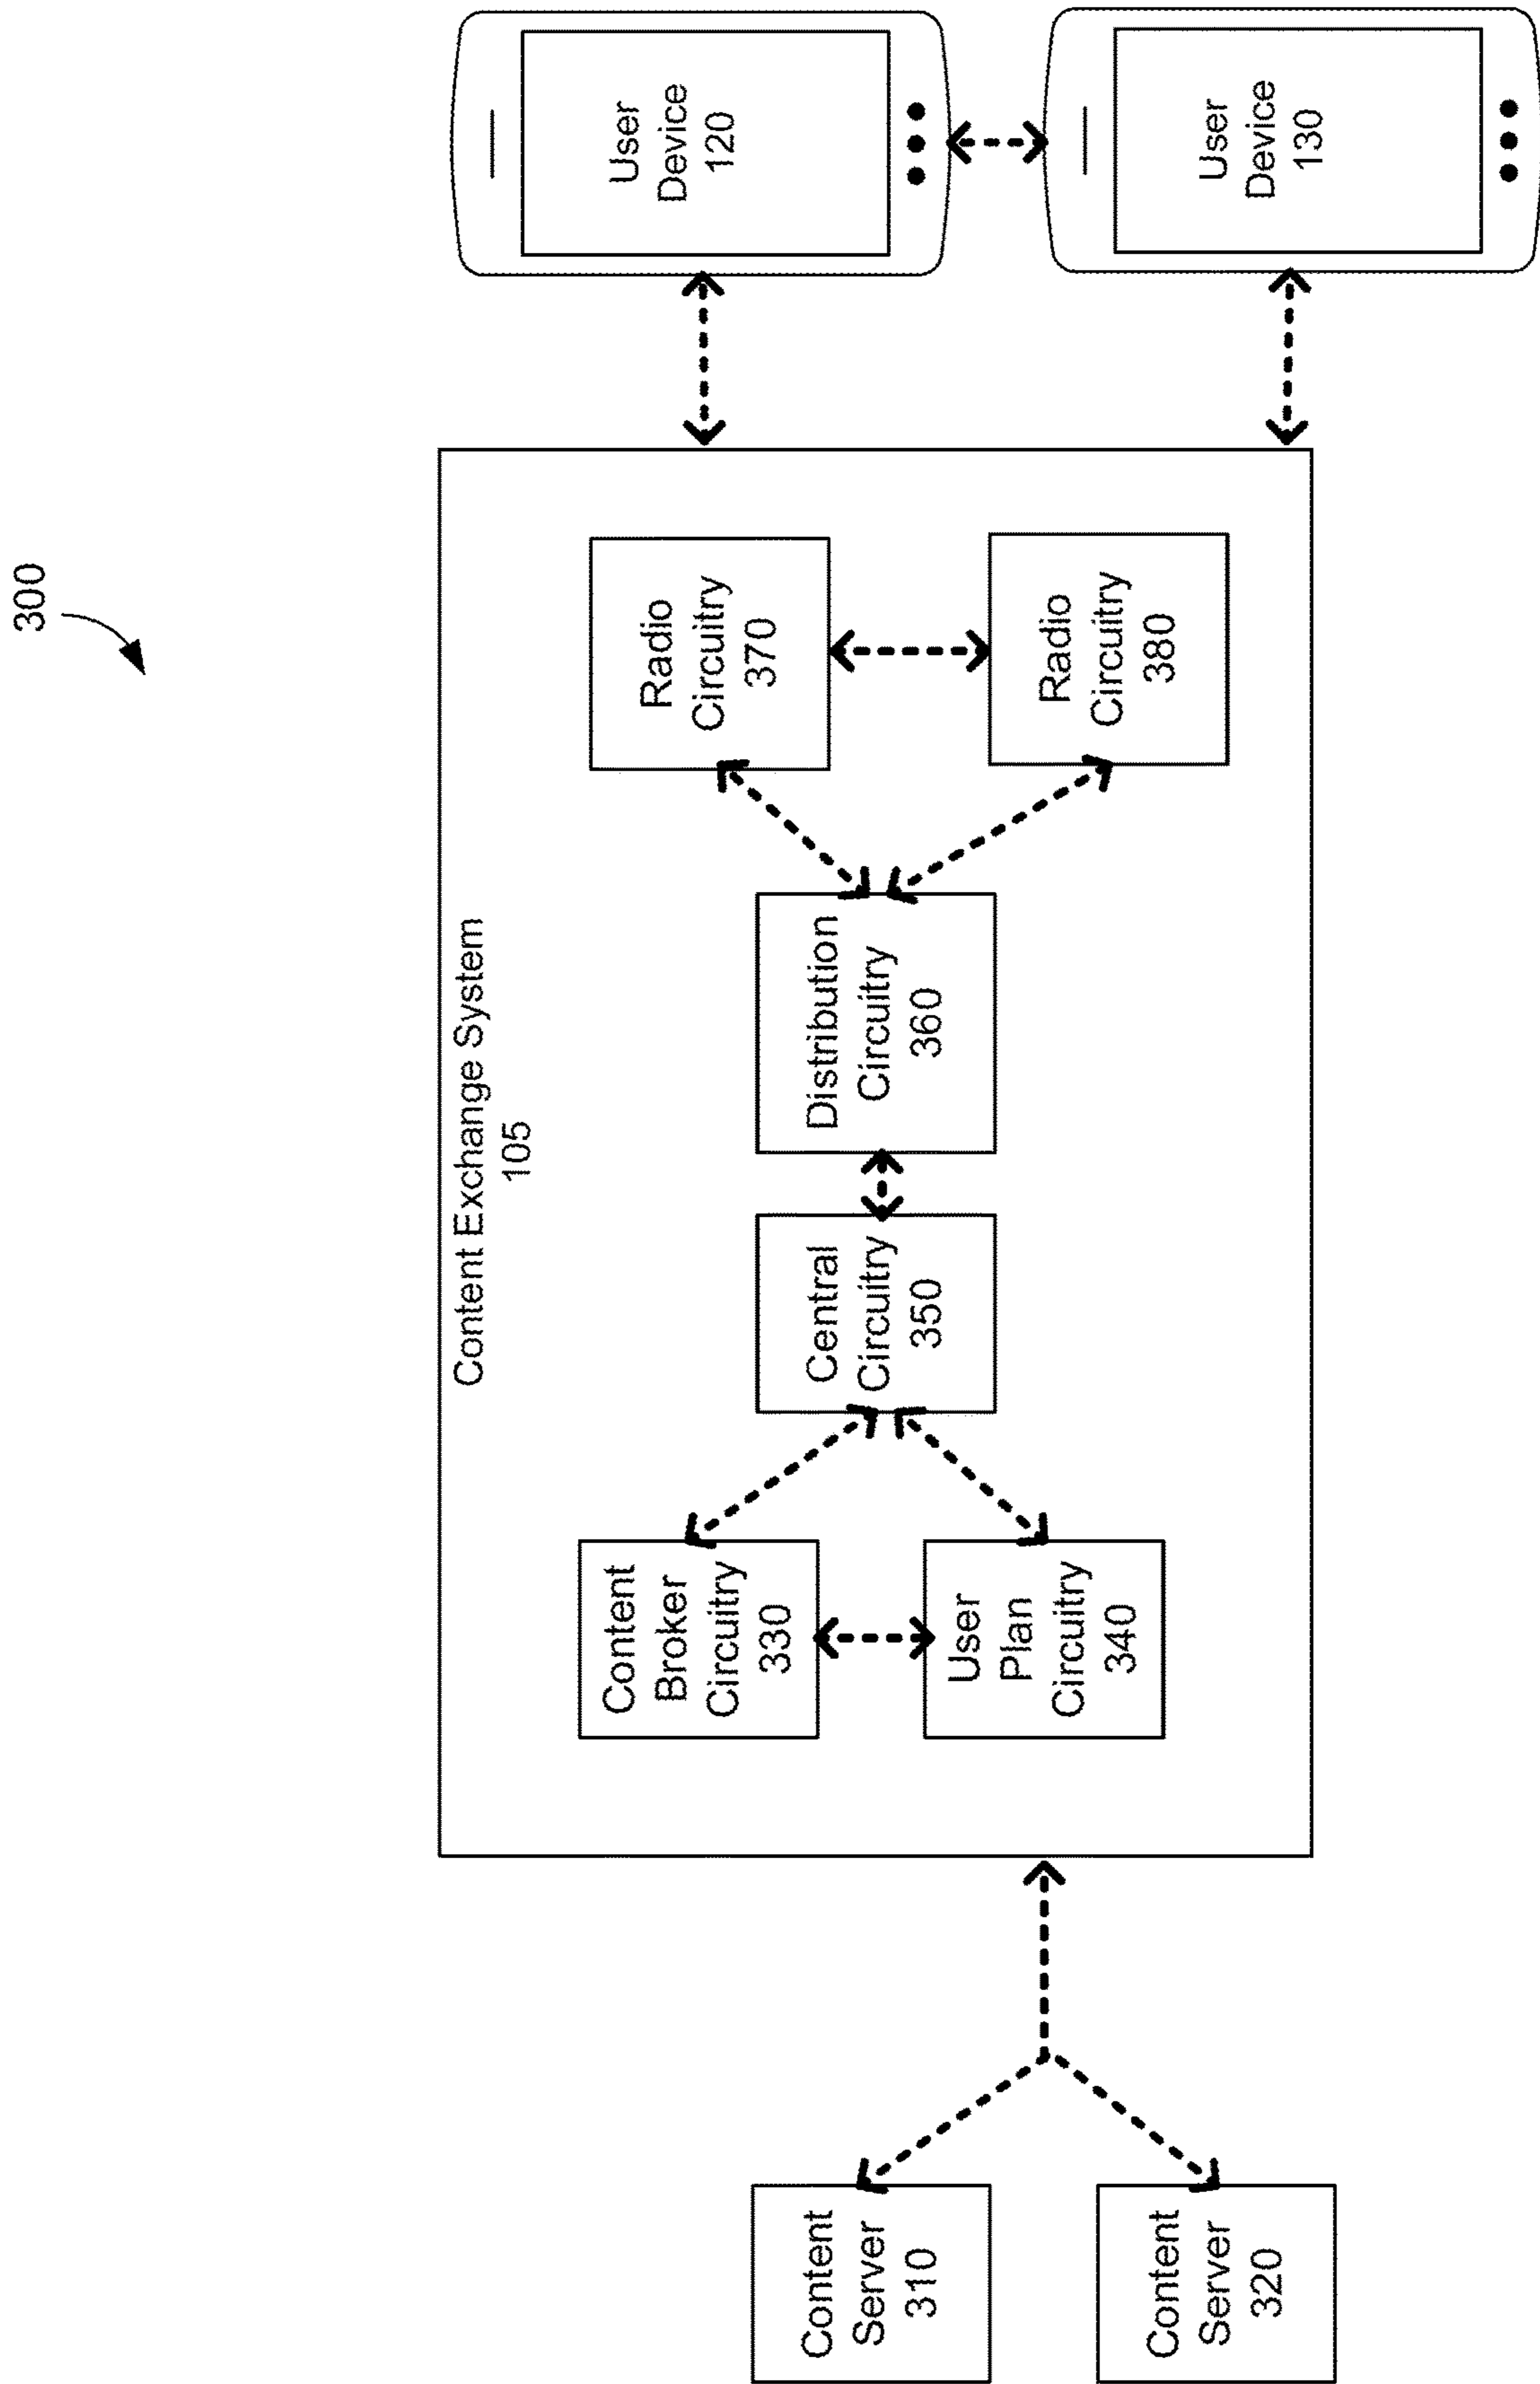 300
Content Exchange System
105
Content
Server
310
Content
Server
320
Content
Broker
Circuitry
330
User
Plan
Circuitry
340
Central
Circuitry
350
Distribution
Circuitry
360
Radio
Circuitry
370
Radio
Circuitry
380
User
Device
120
User
Device
130